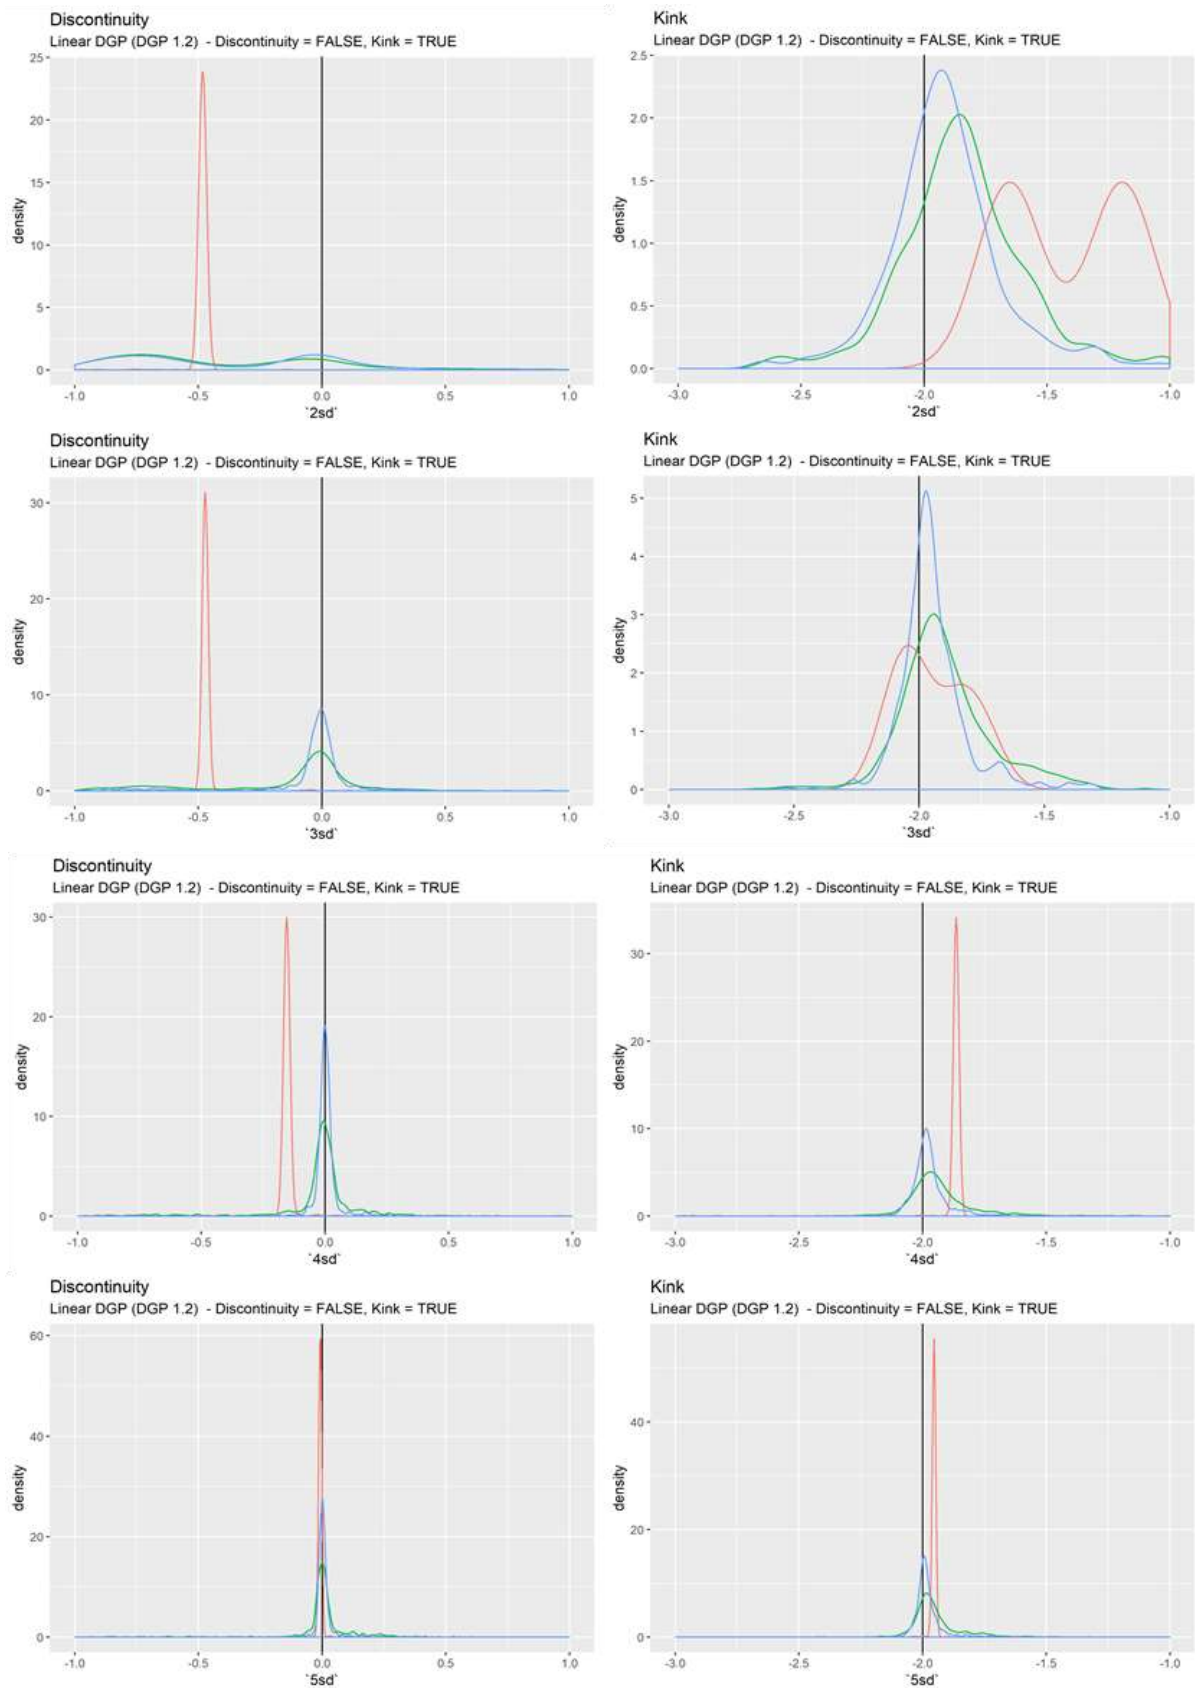 Discontinuity
Linear DGP (DGP 1.2) - Discontinuity = FALSE, Kink = TRUE
25
20
15
10
5
0
density
-1.0 -0.5 0.0 0.5 1.0
`2sd`
Kink
Linear DGP (DGP 1.2) - Discontinuity = FALSE, Kink = TRUE
2.5
2.0
1.5
1.0
0.5
0.0
density
-3.0 -2.5 -2.0 -1.5 -1.0
`2sd`
Discontinuity
Linear DGP (DGP 1.2) - Discontinuity = FALSE, Kink = TRUE
30
20
10
0
density
-1.0 -0.5 0.0 0.5 1.0
`3sd`
Kink
Linear DGP (DGP 1.2) - Discontinuity = FALSE, Kink = TRUE
5
4
3
2
1
0
density
-3.0 -2.5 -2.0 -1.5 -1.0
`3sd`
Discontinuity
Linear DGP (DGP 1.2) - Discontinuity = FALSE, Kink = TRUE
30
20
10
0
density
-1.0 -0.5 0.0 0.5 1.0
`4sd`
Kink
Linear DGP (DGP 1.2) - Discontinuity = FALSE, Kink = TRUE
30
20
10
0
density
-3.0 -2.5 -2.0 -1.5 -1.0
`4sd`
Discontinuity
Linear DGP (DGP 1.2) - Discontinuity = FALSE, Kink = TRUE
60
40
20
0
density
-1.0 -0.5 0.0 0.5 1.0
`5sd`
Kink
Linear DGP (DGP 1.2) - Discontinuity = FALSE, Kink = TRUE
40
20
0
density
-3.0 -2.5 -2.0 -1.5 -1.0
`5sd`